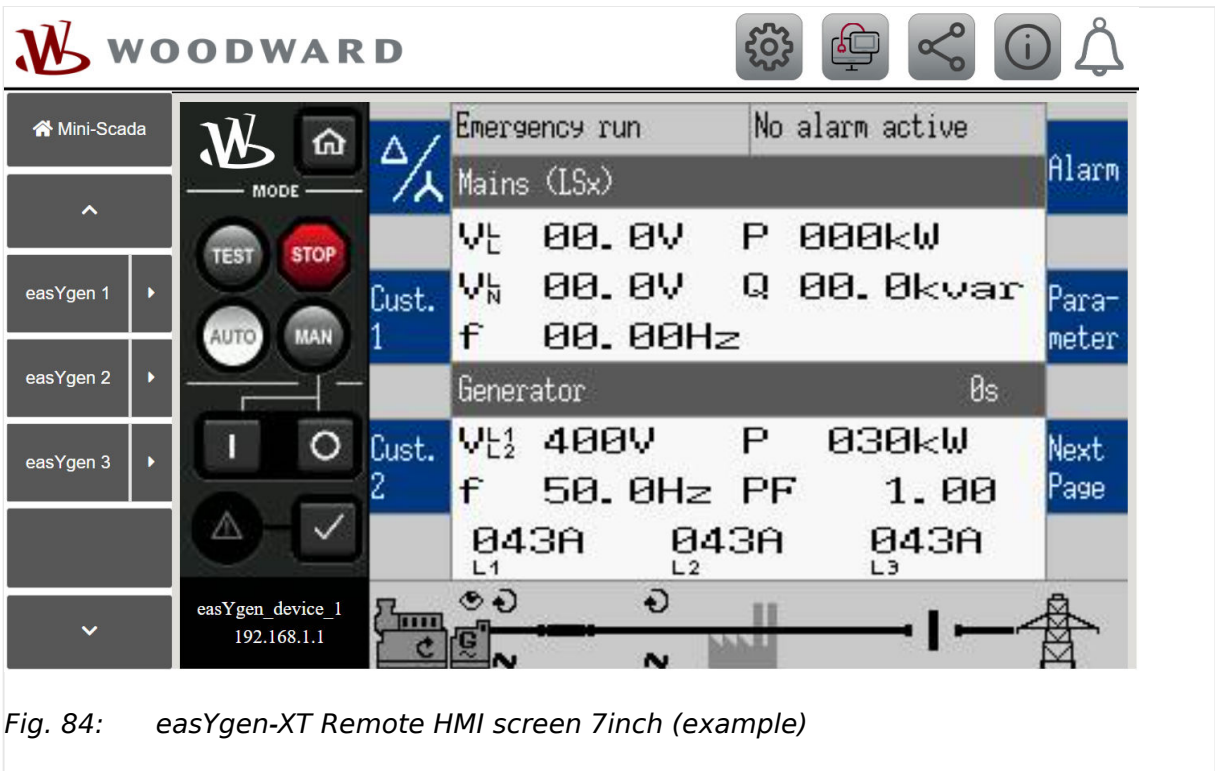 WOODWARD
Mini-Scada
easYgen 1
easYgen 2
easYgen 3
MODE
TEST
STOP
AUTO
MAN
I
O
easYgen_device_1
192.168.1.1
Cust.
1
Cust.
2
Emergency run No alarm active
Mains (LSx)
VLL 00.0V P 000kW
VLN 00.0V Q 00.0kvar
f 00.00Hz
Generator 0s
VL1L2 400V P 030kW
f 50.0Hz PF 1.00
043A 043A 043A
L1 L2 L3
G
Alarm
Para-
meter
Next
Page
Fig. 84: easYgen-XT Remote HMI screen 7inch (example)